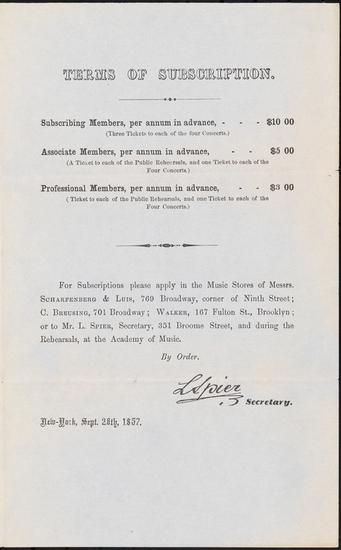 TERMS OF SUBSCRIPTION.
Subscribing Members, per annum in advance, - - - $10 00
(Three Tickets to each of the four Concerts.)
Associate Members, per annum in advance, - - $5 00
(A Ticket to each of the Public Rehearsals, and one Ticket to each of the
Four Concerts.)
Professional Members, per annum in advance, - - $3 00
( Ticket to each of the Public Rehearsals, and one Ticket to each of the
Four Concerts.)
For Subscriptions please apply in the Music Stores of Messrs.
SCHARFENBERG & LUIS, 769 Broadway, corner of Ninth Street;
C. BREUSING, 701 Broadway; WALKER, 167 Fulton St., Brooklyn;
or to Mr. L. SPIER, Secretary, 351 Broome Street, and during the
Rehearsals, at the Academy of Music.
By Order.
L Spier
Secretary.
New-York, Sept. 28th, 1857.